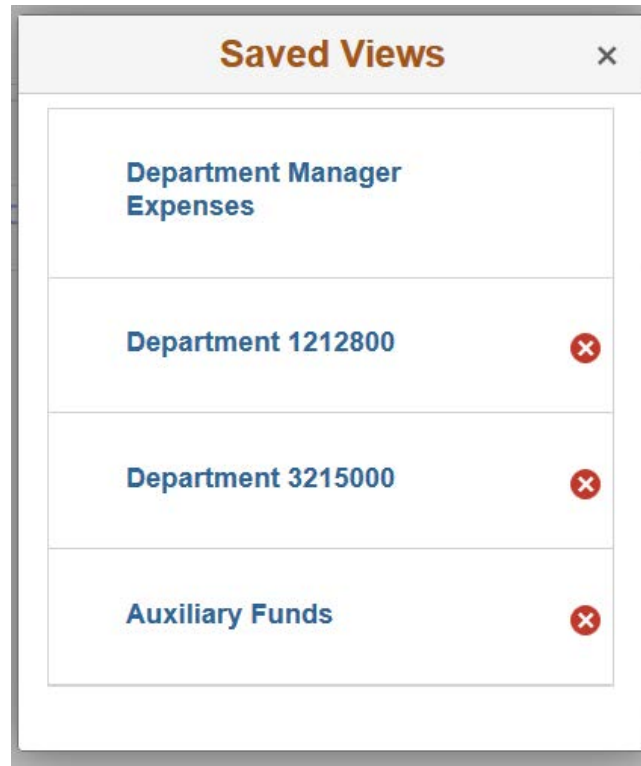 Saved Views
Department Manager
Expenses
Department 1212800
Department 3215000
Auxiliary Funds